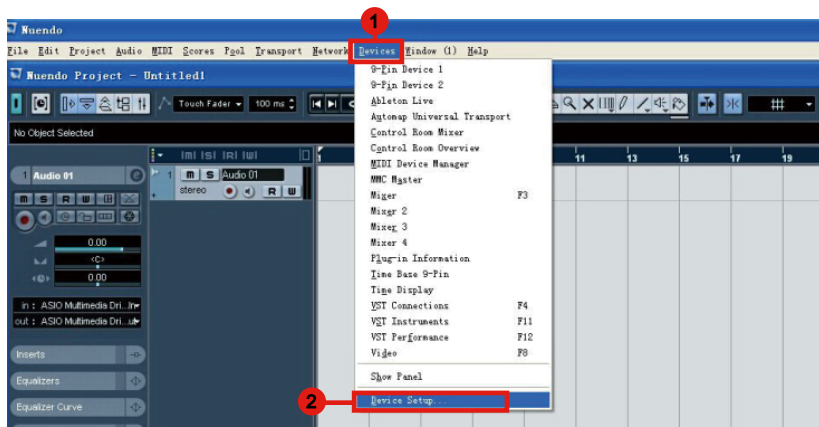 1
Nuendo
File Edit Project Audio MIDI Scores Pool Transport Network Devices Window (1) Help
Nuendo Project - Untitled1
Touch Fader 100 ms
No Object Selected
11 13 15 17 19
1 Audio 01
m S R W
0.00
<C>
0.00
in : ASIO Multimedia Dri...In
out : ASIO Multimedia Dri...ut
Inserts
Equalizers
Equalizer Curve
1 m S Audio 01
stereo R W
9-Pin Device 1
9-Pin Device 2
Ableton Live
Automap Universal Transport
Control Room Mixer
Control Room Overview
MIDI Device Manager
MMC Master
Mixer F3
Mixer 2
Mixer 3
Mixer 4
Plug-in Information
Time Base 9-Pin
Time Display
VST Connections F4
VST Instruments F11
VST Performance F12
Video F8
Show Panel
2
Device Setup...